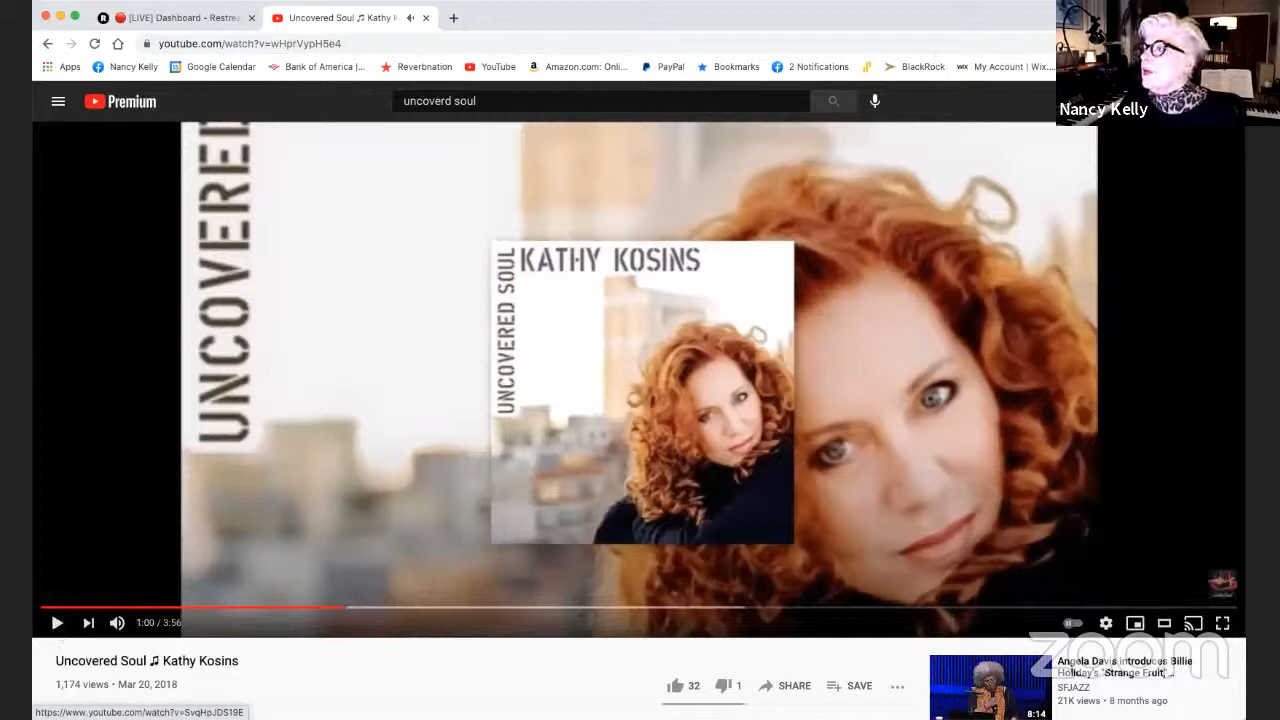 [LiVE] Dashboard - Restrea
Uncovered Soul ♫ Kathy K
youtube.com/watch?v=wHprVypH5e4
Apps Nancy Kelly Google Calendar Bank of America |... Reverbnation YouTube Amazon.com: Onli... PayPal Bookmarks 2 Notifications BlackRock My Account | Wix....
Nancy Kelly
Premium
uncoverd soul
UNCOVERED
KATHY KOSINS
UNCOVERED SOUL
1:00 / 3:56
zoom
Uncovered Soul ♫ Kathy Kosins
1,174 views • Mar 20, 2018
32 1 SHARE SAVE
Angela Davis introduces Billie
Holiday's "Strange Fruit,"...
SFJAZZ
21K views • 8 months ago
8:14
https://www.youtube.com/watch?v=SvqHpJDS19E